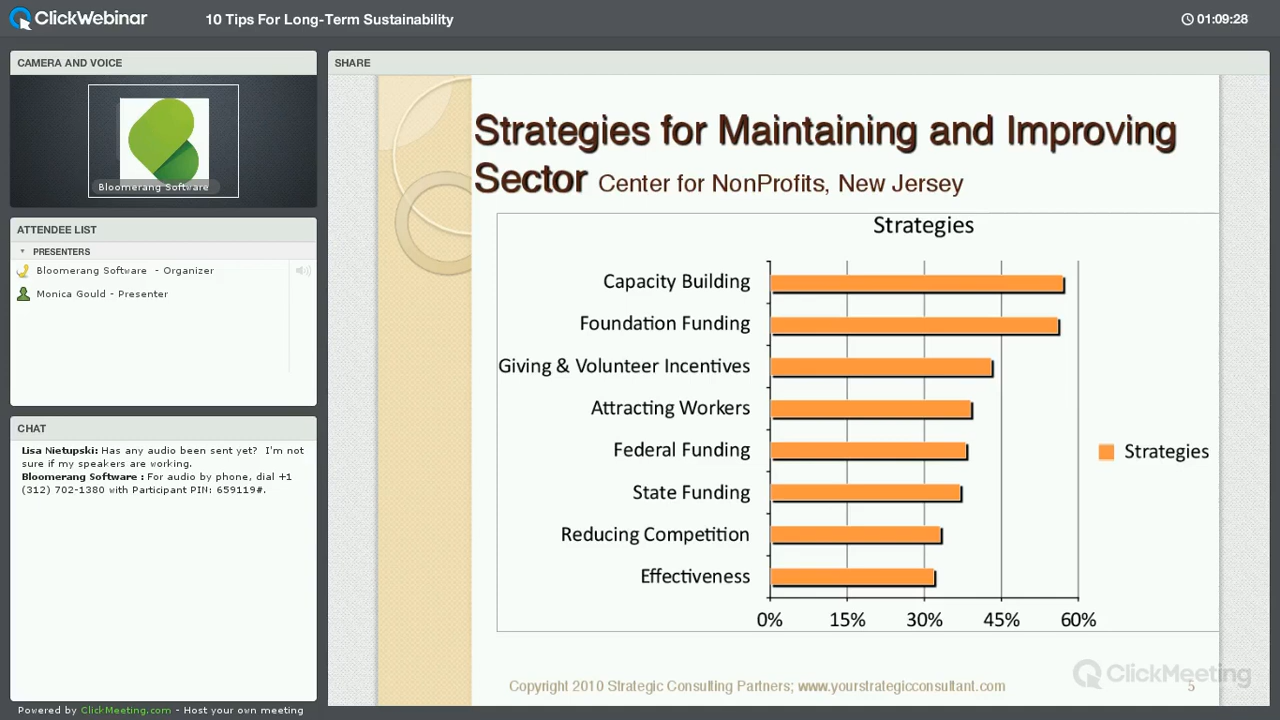 ClickWebinar
10 Tips For Long-Term Sustainability
01:09:28
CAMERA AND VOICE
Bloomerang Software
ATTENDEE LIST
PRESENTERS
Bloomerang Software - Organizer
Monica Gould - Presenter
CHAT
Lisa Nietupski: Has any audio been sent yet? I'm not
sure if my speakers are working.
Bloomerang Software : For audio by phone, dial +1
(312) 702-1380 with Participant PIN: 659119#.
Powered by ClickMeeting.com - Host your own meeting
SHARE
Strategies for Maintaining and Improving
Sector Center for NonProfits, New Jersey
Strategies
Capacity Building
Foundation Funding
Giving & Volunteer Incentives
Attracting Workers
Federal Funding
State Funding
Reducing Competition
Effectiveness
0% 15% 30% 45% 60%
Strategies
Copyright 2010 Strategic Consulting Partners; www.yourstrategicconsultant.com
5
ClickMeeting